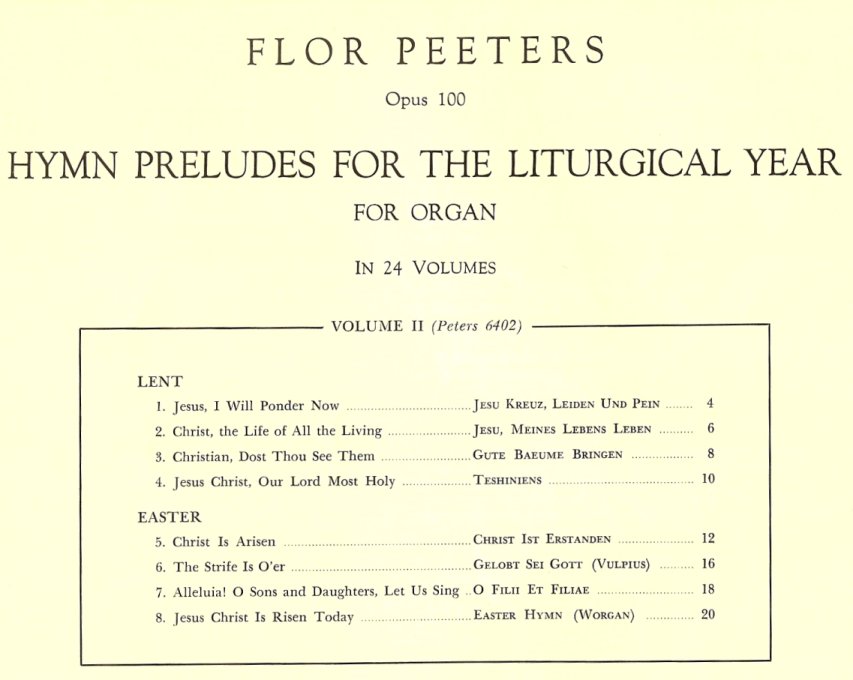 FLOR PEETERS
Opus 100
HYMN PRELUDES FOR THE LITURGICAL YEAR
FOR ORGAN
IN 24 VOLUMES
VOLUME II (Peters 6402)
LENT
1. Jesus, I Will Ponder Now ........ JESU KREUZ, LEIDEN UND PEIN ........ 4
2. Christ, the Life of All the Living ........ JESU, MEINES LEBENS LEBEN ........ 6
3. Christian, Dost Thou See Them ........ GUTE BAEUME BRINGEN ........ 8
4. Jesus Christ, Our Lord Most Holy ........ TESHINIENS ........ 10
EASTER
5. Christ Is Arisen ........ CHRIST IST ERSTANDEN ........ 12
6. The Strife Is O'er ........ GELOBT SEI GOTT (VULPIUS) ........ 16
7. Alleluia! O Sons and Daughters, Let Us Sing .. O FILII ET FILIAE ........ 18
8. Jesus Christ Is Risen Today ........ EASTER HYMN (WORGAN) ........ 20